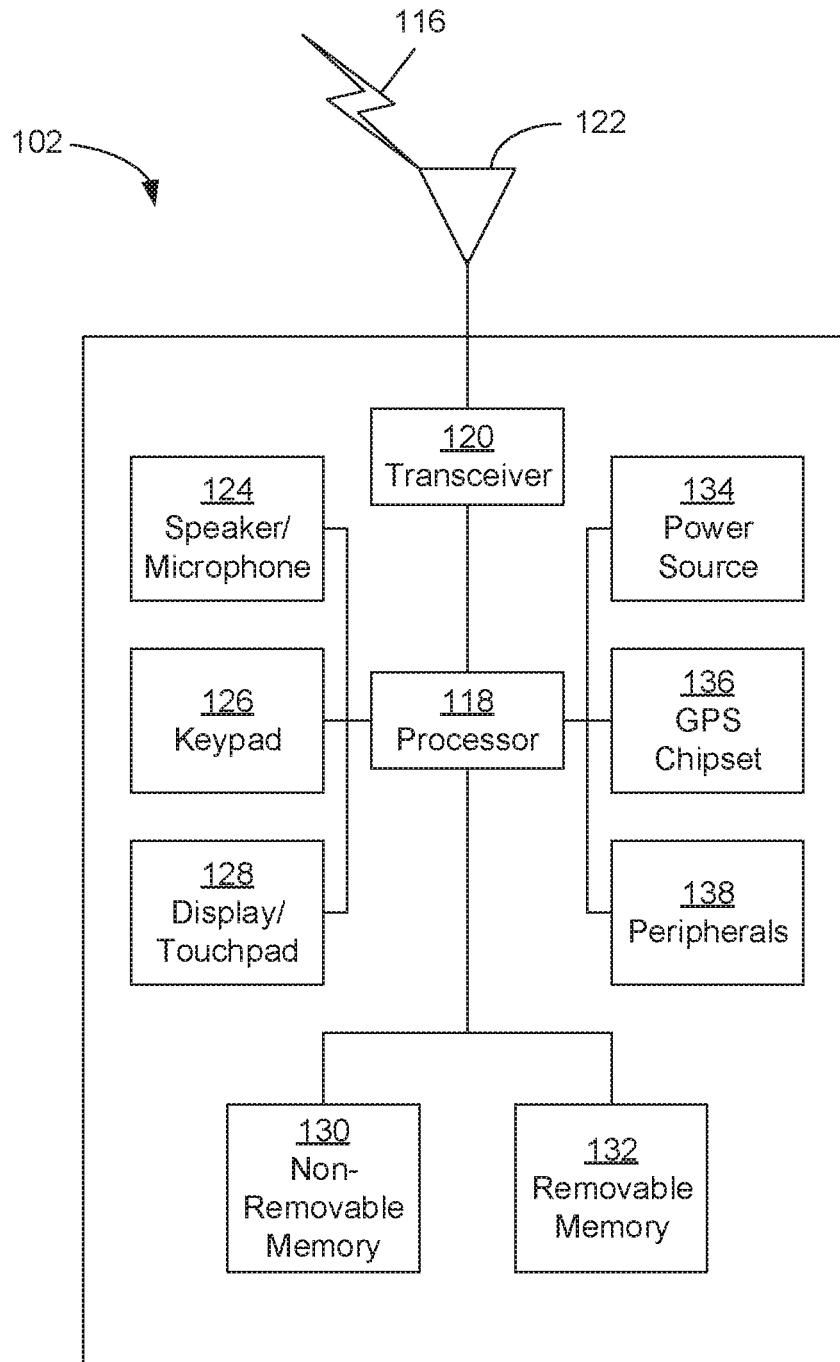 116
122
102
120
Transceiver
124
Speaker/
Microphone
134
Power
Source
126
Keypad
118
Processor
136
GPS
Chipset
128
Display/
Touchpad
138
Peripherals
130
Non-
Removable
Memory
132
Removable
Memory